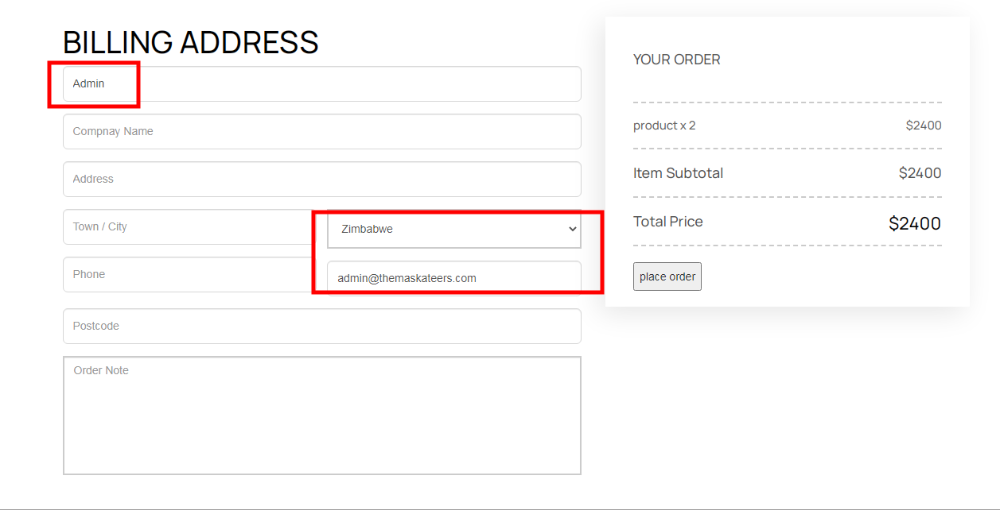 BILLING ADDRESS
Admin
Compnay Name
Address
Town / City
Zimbabwe
Phone
admin@themaskateers.com
Postcode
Order Note
YOUR ORDER
product x 2 $2400
Item Subtotal $2400
Total Price $2400
place order